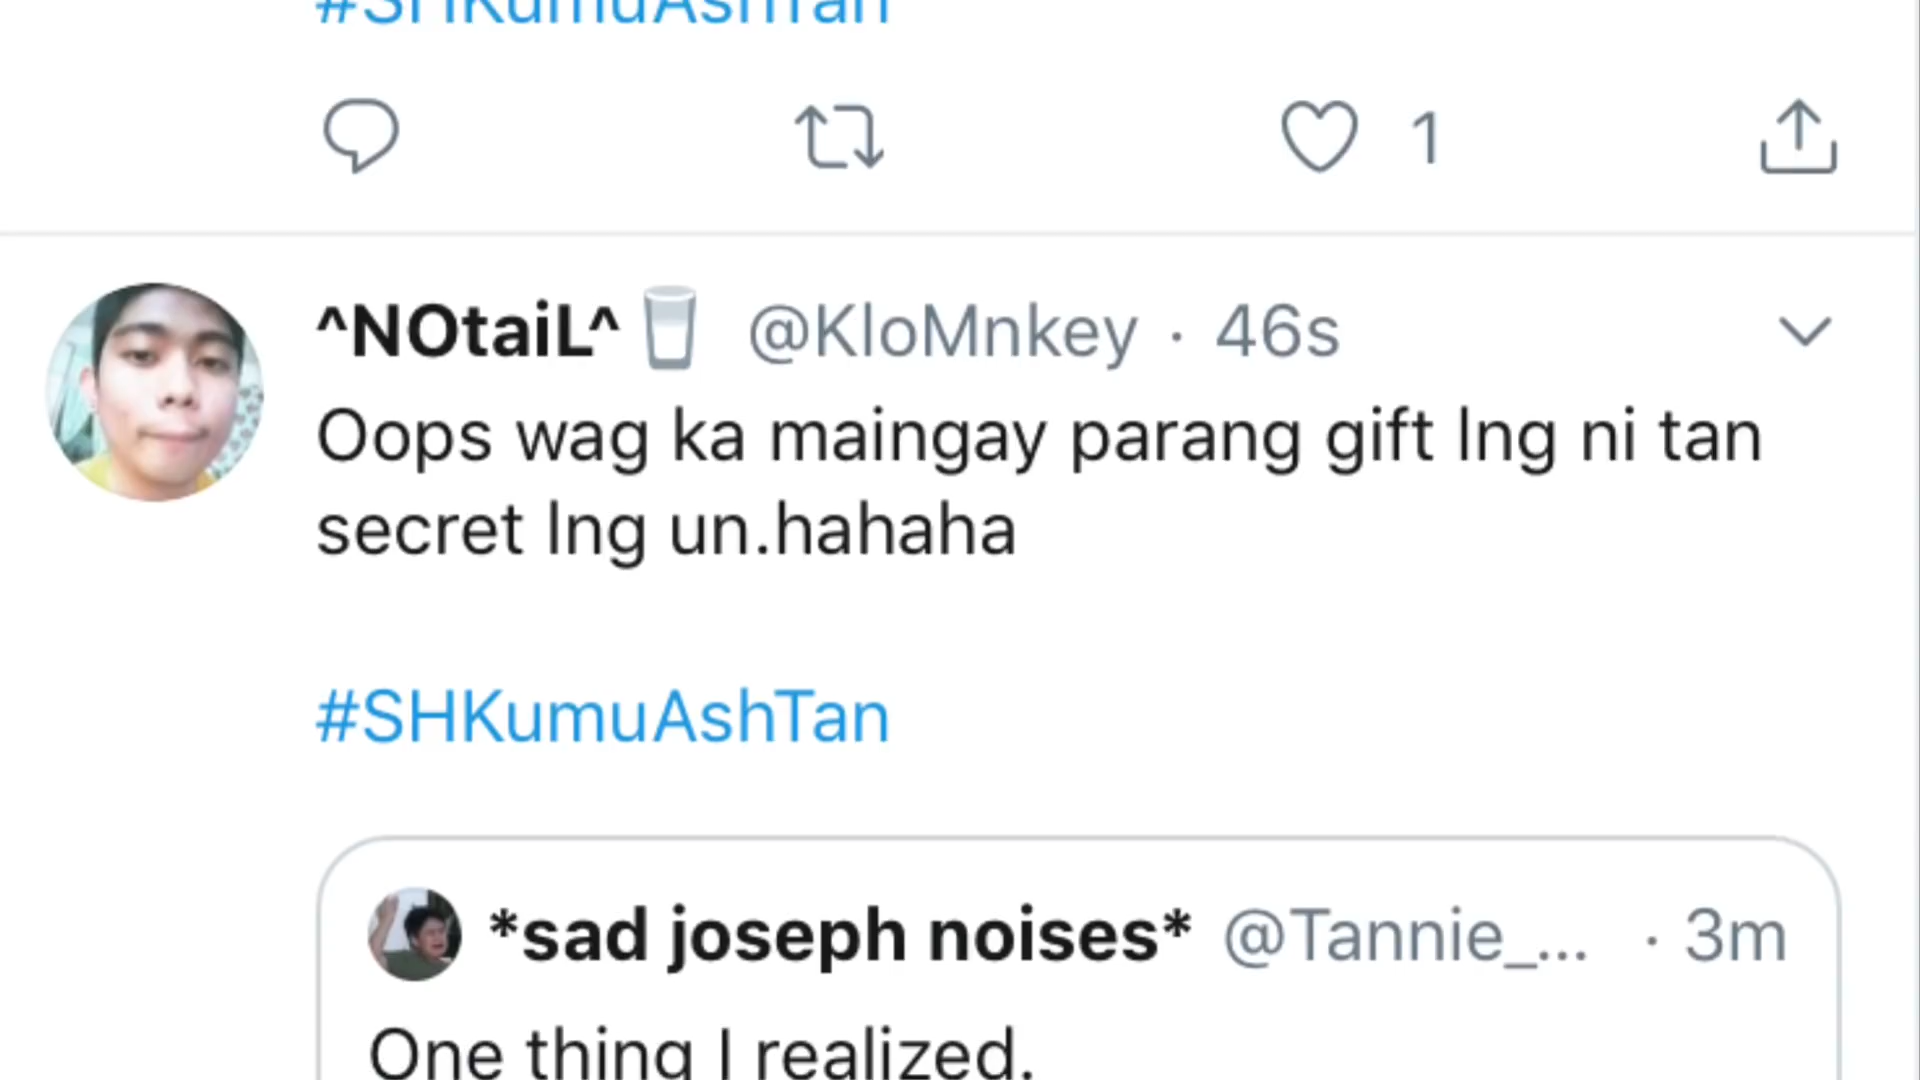 #SHKumuAshTan
1
^NOtaiL^🥛 @KloMnkey · 46s
Oops wag ka maingay parang gift lng ni tan
secret lng un.hahaha
#SHKumuAshTan
*sad joseph noises* @Tannie_... · 3m
One thing I realized.